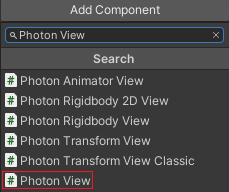 Add Component
Photon View
Search
Photon Animator View
Photon Rigidbody 2D View
Photon Rigidbody View
Photon Transform View
Photon Transform View Classic
Photon View